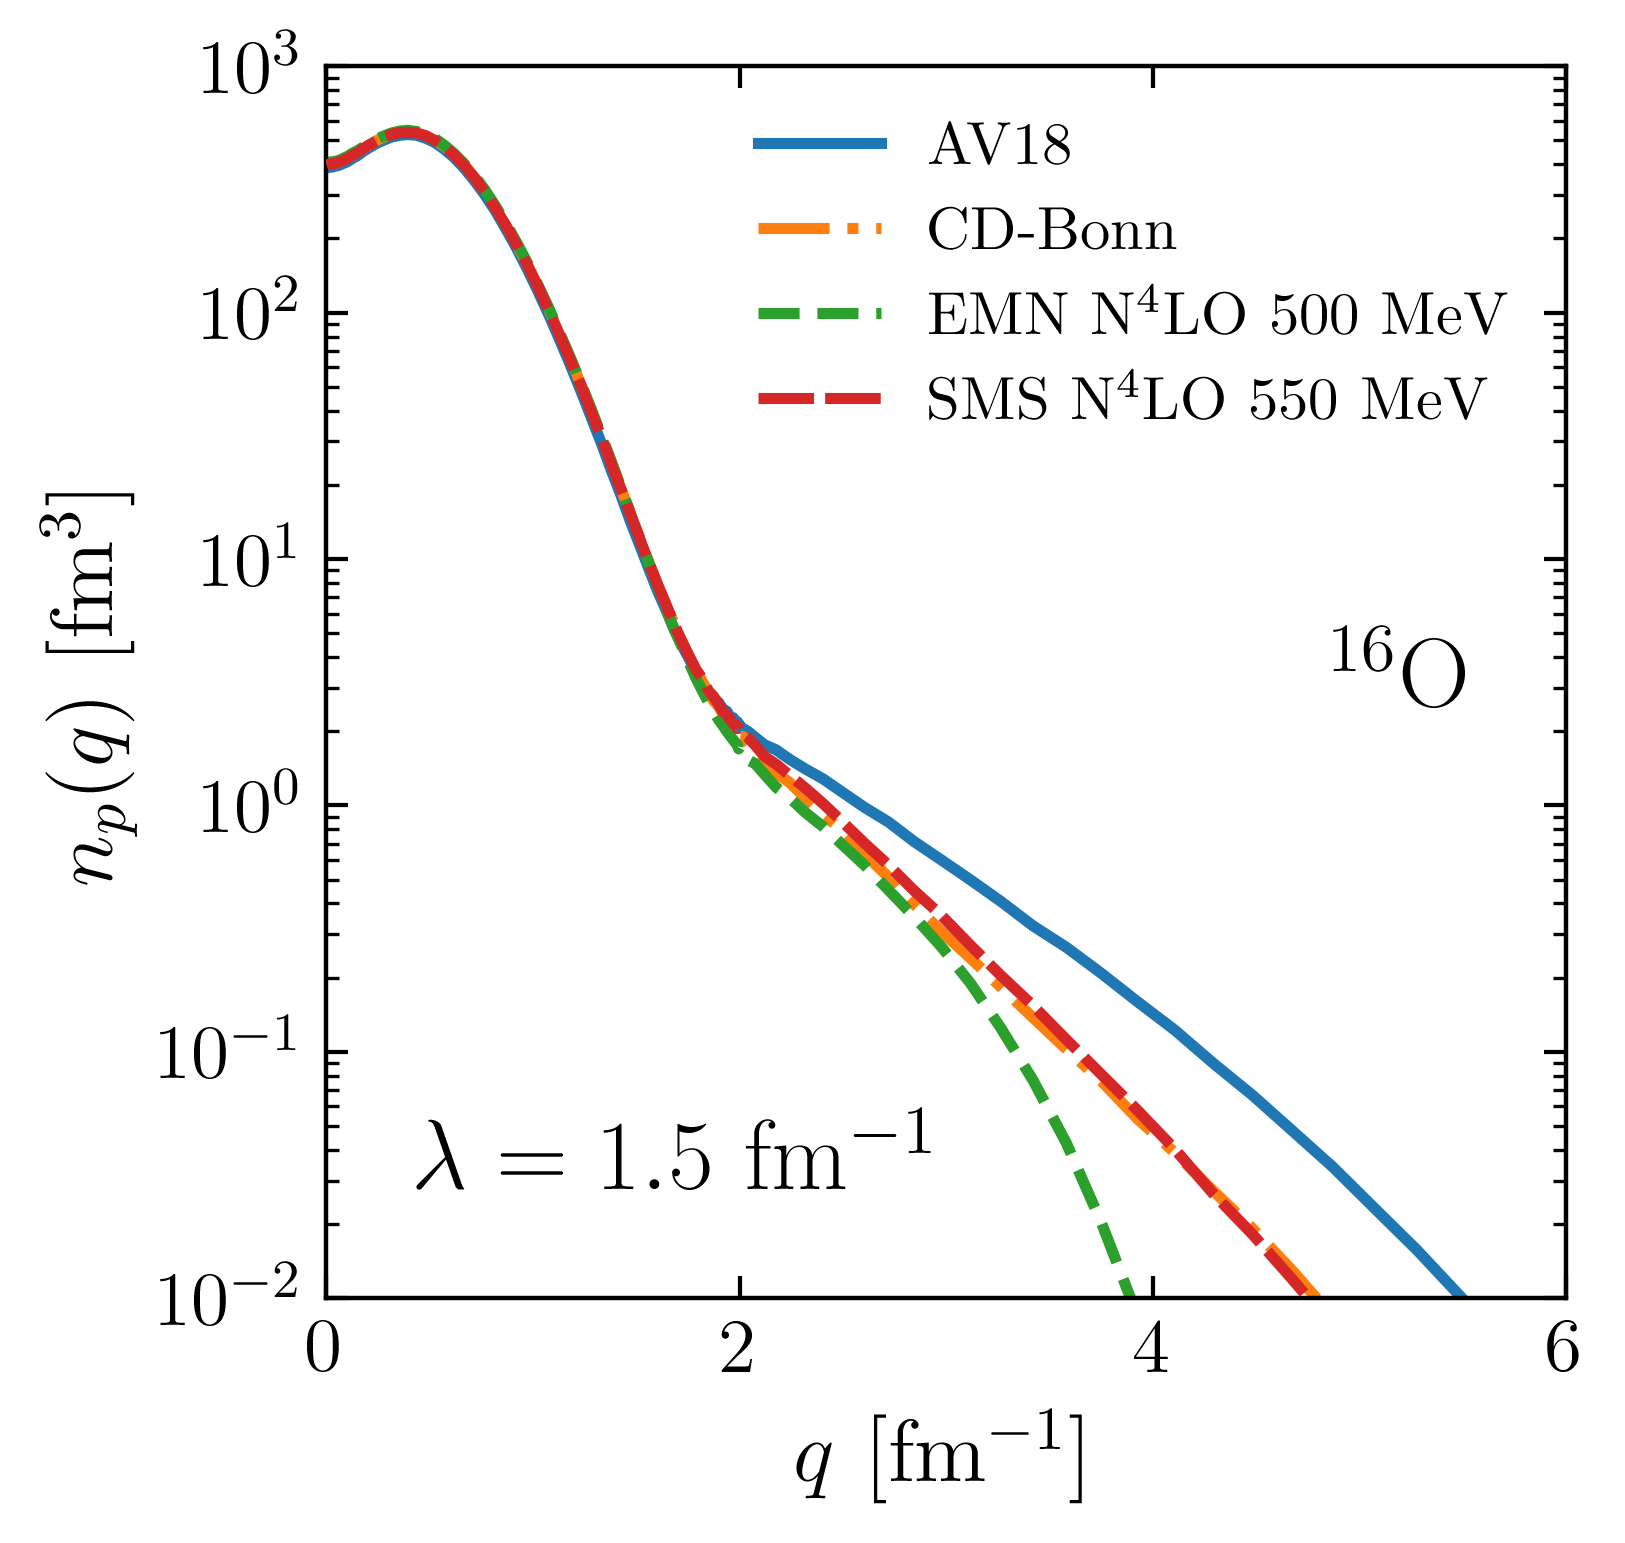 10³
10²
10¹
10⁰
10⁻¹
10⁻²
nₚ(q) [fm³]
AV18
CD-Bonn
EMN N⁴LO 500 MeV
SMS N⁴LO 550 MeV
¹⁶O
λ = 1.5 fm⁻¹
0 2 4 6
q [fm⁻¹]